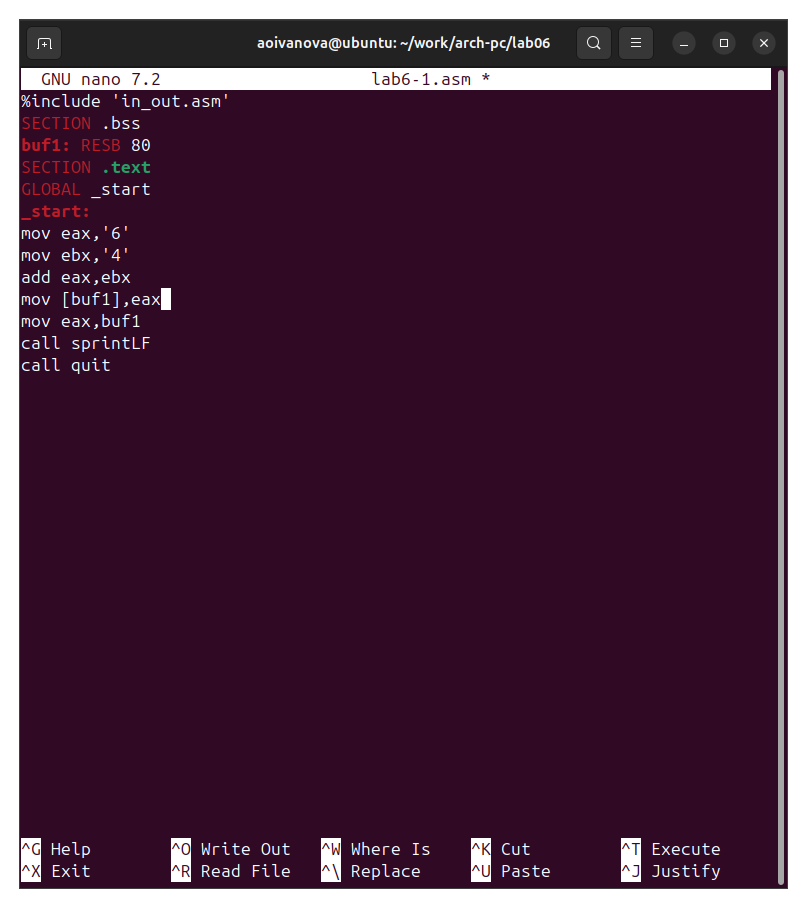 aoivanova@ubuntu: ~/work/arch-pc/lab06
GNU nano 7.2 lab6-1.asm *
%include 'in_out.asm'
SECTION .bss
buf1: RESB 80
SECTION .text
GLOBAL _start
_start:
mov eax,'6'
mov ebx,'4'
add eax,ebx
mov [buf1],eax
mov eax,buf1
call sprintLF
call quit
^G Help ^O Write Out ^W Where Is ^K Cut ^T Execute
^X Exit ^R Read File ^\ Replace ^U Paste ^J Justify